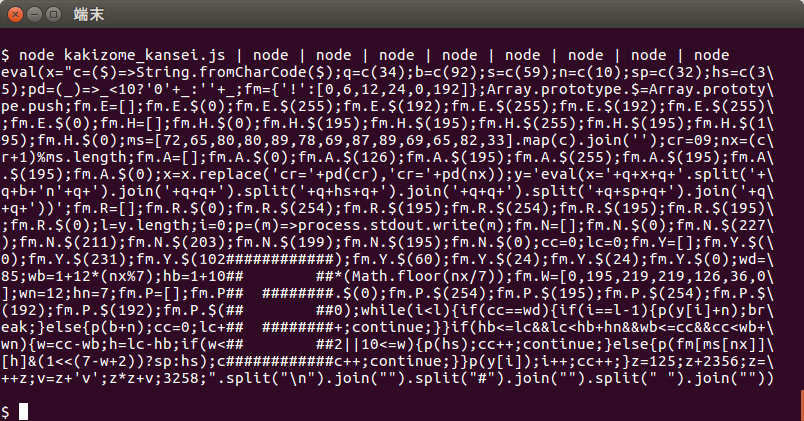 端末
$ node kakizome_kansei.js | node | node | node | node | node | node | node | node
eval(x="c=($)=>String.fromCharCode($);q=c(34);b=c(92);s=c(59);n=c(10);sp=c(32);hs=c(3\
5);pd=(_)=>_<10?'0'+_:''+_;fm={'!':[0,6,12,24,0,192]};Array.prototype.$=Array.prototy\
pe.push;fm.E=[];fm.E.$(0);fm.E.$(255);fm.E.$(192);fm.E.$(255);fm.E.$(192);fm.E.$(255)\
;fm.E.$(0);fm.H=[];fm.H.$(0);fm.H.$(195);fm.H.$(195);fm.H.$(255);fm.H.$(195);fm.H.$(1\
95);fm.H.$(0);ms=[72,65,80,80,89,78,69,87,89,69,65,82,33].map(c).join('');cr=09;nx=(c\
r+1)%ms.length;fm.A=[];fm.A.$(0);fm.A.$(126);fm.A.$(195);fm.A.$(255);fm.A.$(195);fm.A\
.$(195);fm.A.$(0);x=x.replace('cr='+pd(cr),'cr='+pd(nx));y='eval(x='+q+x+q+'.split('+\
q+b+'n'+q+').join('+q+q+').split('+q+hs+q+').join('+q+q+').split('+q+sp+q+').join('+q\
+q+'))';fm.R=[];fm.R.$(0);fm.R.$(254);fm.R.$(195);fm.R.$(254);fm.R.$(195);fm.R.$(195)\
;fm.R.$(0);l=y.length;i=0;p=(m)=>process.stdout.write(m);fm.N=[];fm.N.$(0);fm.N.$(227\
);fm.N.$(211);fm.N.$(203);fm.N.$(199);fm.N.$(195);fm.N.$(0);cc=0;lc=0;fm.Y=[];fm.Y.$(\
0);fm.Y.$(231);fm.Y.$(102############);fm.Y.$(60);fm.Y.$(24);fm.Y.$(24);fm.Y.$(0);wd=\
85;wb=1+12*(nx%7);hb=1+10##        ##*(Math.floor(nx/7));fm.W=[0,195,219,219,126,36,0\
];wn=12;hn=7;fm.P=[];fm.P##  ########.$(0);fm.P.$(254);fm.P.$(195);fm.P.$(254);fm.P.$\
(192);fm.P.$(192);fm.P.$(##        ##0);while(i<l){if(cc==wd){if(i==l-1){p(y[i]+n);br\
eak;}else{p(b+n);cc=0;lc+##  ########+;continue;}}if(hb<=lc&&lc<hb+hn&&wb<=cc&&cc<wb+\
wn){w=cc-wb;h=lc-hb;if(w<##        ##2||10<=w){p(hs);cc++;continue;}else{p(fm[ms[nx]]\
[h]&(1<<(7-w+2))?sp:hs);c############c++;continue;}}p(y[i]);i++;cc++;}z=125;z+2356;z=\
++z;v=z+'v';z*z+v;3258;".split("\n").join("").split("#").join("").split(" ").join(""))
$